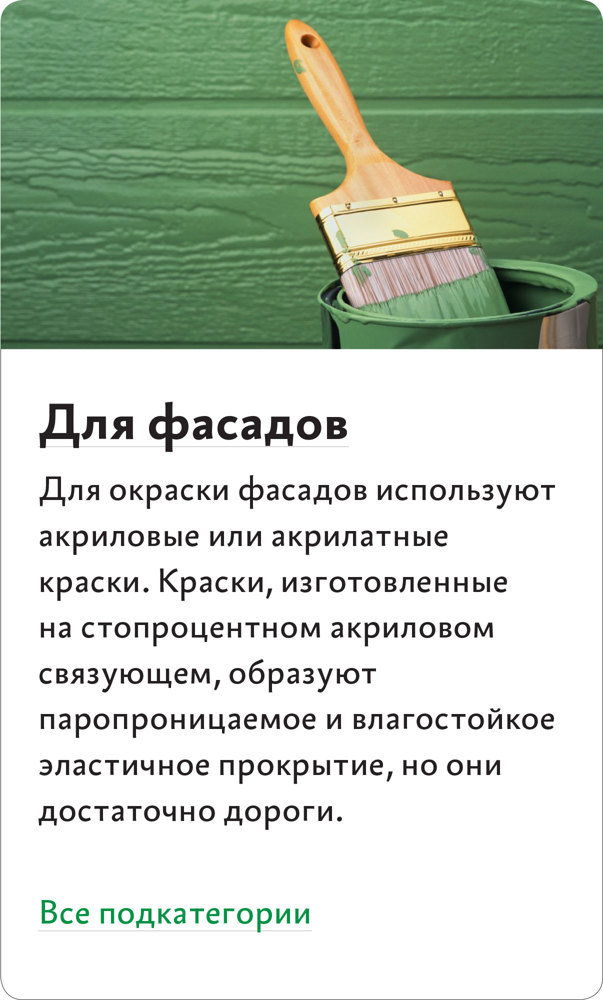 Для фасадов
Для окраски фасадов используют
акриловые или акрилатные
краски. Краски, изготовленные
на стопроцентном акриловом
связующем, образуют
паропроницаемое и влагостойкое
эластичное прокрытие, но они
достаточно дороги.
Все подкатегории